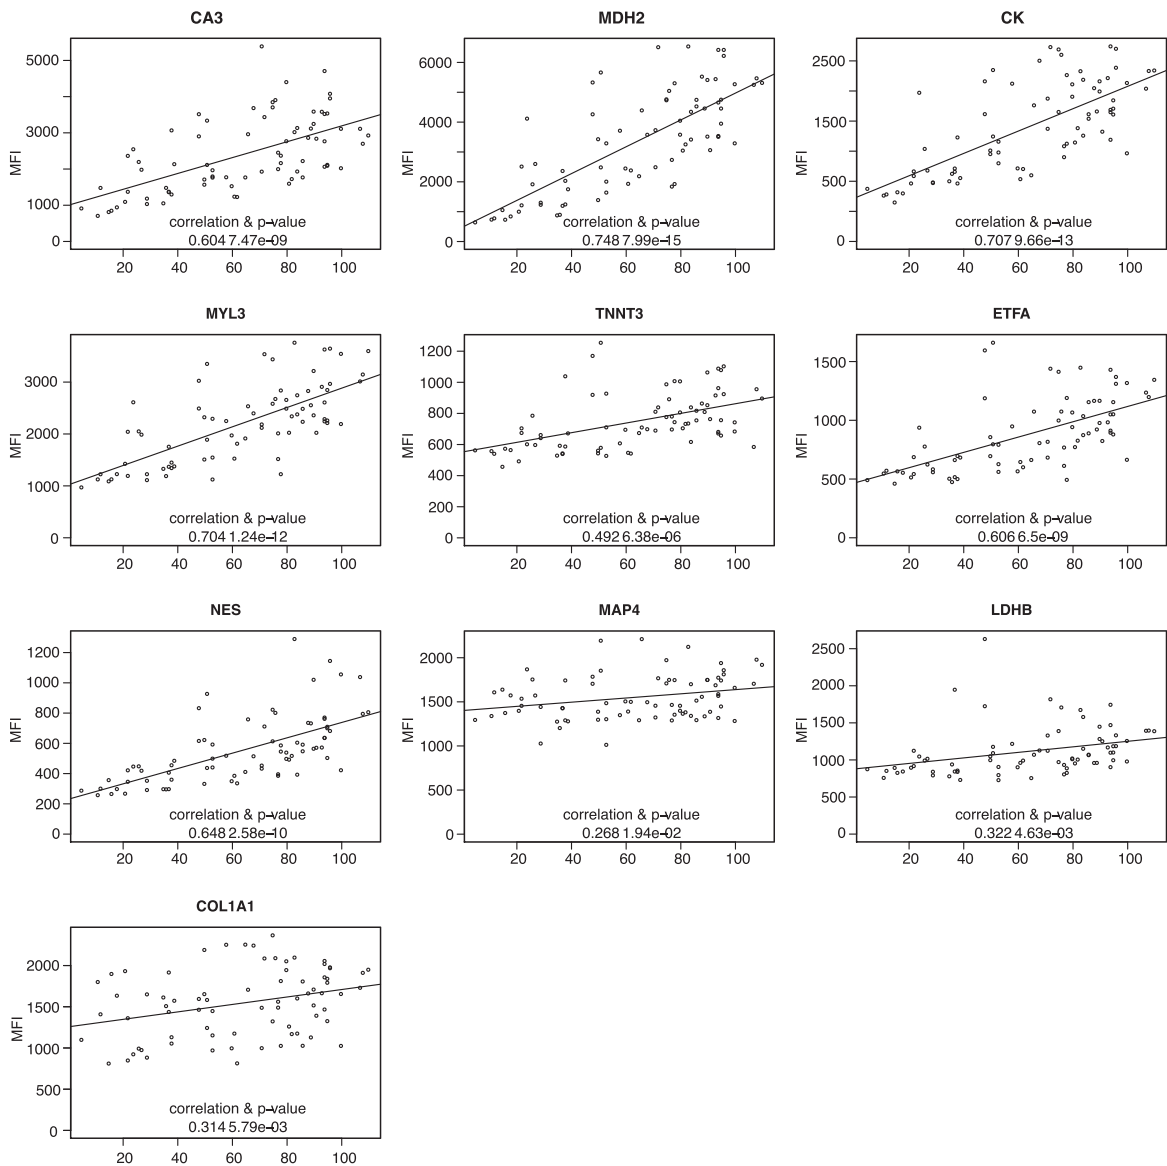 CA3 MDH2 CK
MFI
5000
3000
1000
0
correlation & p-value
0.604 7.47e-09
20 40 60 80 100
MFI
6000
4000
2000
0
correlation & p-value
0.748 7.99e-15
20 40 60 80 100
MFI
2500
1500
500
correlation & p-value
0.707 9.66e-13
20 40 60 80 100
MYL3 TNNT3 ETFA
MFI
3000
2000
1000
0
correlation & p-value
0.704 1.24e-12
20 40 60 80 100
MFI
1200
1000
800
600
400
200
0
correlation & p-value
0.492 6.38e-06
20 40 60 80 100
MFI
1500
1000
500
0
correlation & p-value
0.606 6.5e-09
20 40 60 80 100
NES MAP4 LDHB
MFI
1200
1000
800
600
400
200
0
correlation & p-value
0.648 2.58e-10
20 40 60 80 100
MFI
2000
1500
1000
0
correlation & p-value
0.268 1.94e-02
20 40 60 80 100
MFI
2500
2000
1500
1000
500
0
correlation & p-value
0.322 4.63e-03
20 40 60 80 100
COL1A1
MFI
2000
1500
1000
500
0
correlation & p-value
0.314 5.79e-03
20 40 60 80 100